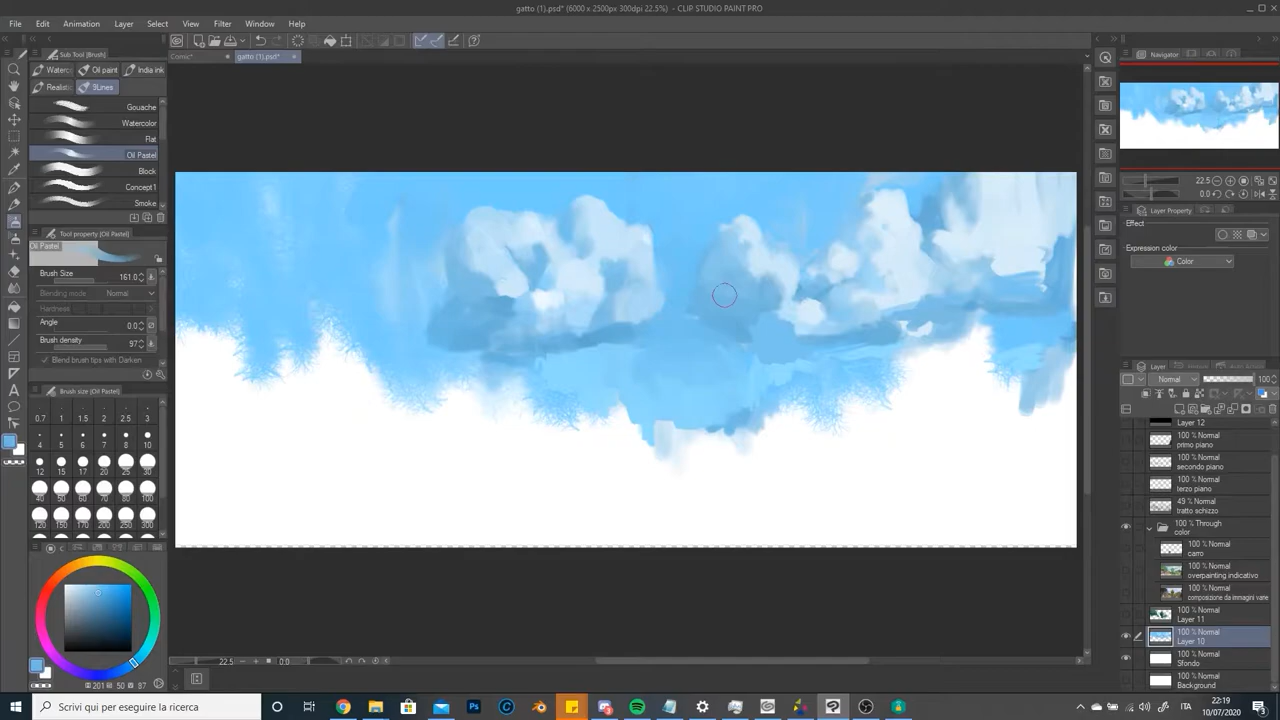 gatto (1).psd* (6000 x 2500px 300dpi 22.5%) - CLIP STUDIO PAINT PRO
File Edit Animation Layer Select View Filter Window Help
Comic* gatto (1).psd*
Sub Tool [Brush]
Waterc Oil paint India ink
Realistic 3Lines
Gouache
Watercolor
Flat
Oil Pastel
Block
Concept1
Smoke
Tool property [Oil Pastel]
Oil Pastel
Brush Size 161.0
Blending mode Normal
Hardness
Angle 0.0
Brush density 97
Blend brush tips with Darken
Brush size [Oil Pastel]
0.7 1 1.5 2 2.5 3
4 5 6 7 8 10
12 15 17 20 25 30
40 50 60 70 80 100
120 150 170 200 250 300
201 50 87
22.5 0.0
Navigator
22.5
0.0
Layer Property
Effect
Expression color
Color
Layer
Normal 100
Layer 12
100 % Normal
primo piano
100 % Normal
secondo piano
100 % Normal
terzo piano
49 % Normal
tratto schizzo
100 % Through
color
100 % Normal
carro
100 % Normal
overpainting indicativo
100 % Normal
composizione da immagini varie
100 % Normal
Layer 11
100 % Normal
Layer 10
100 % Normal
Sfondo
100 % Normal
Background
Scrivi qui per eseguire la ricerca
22:19
10/07/2020